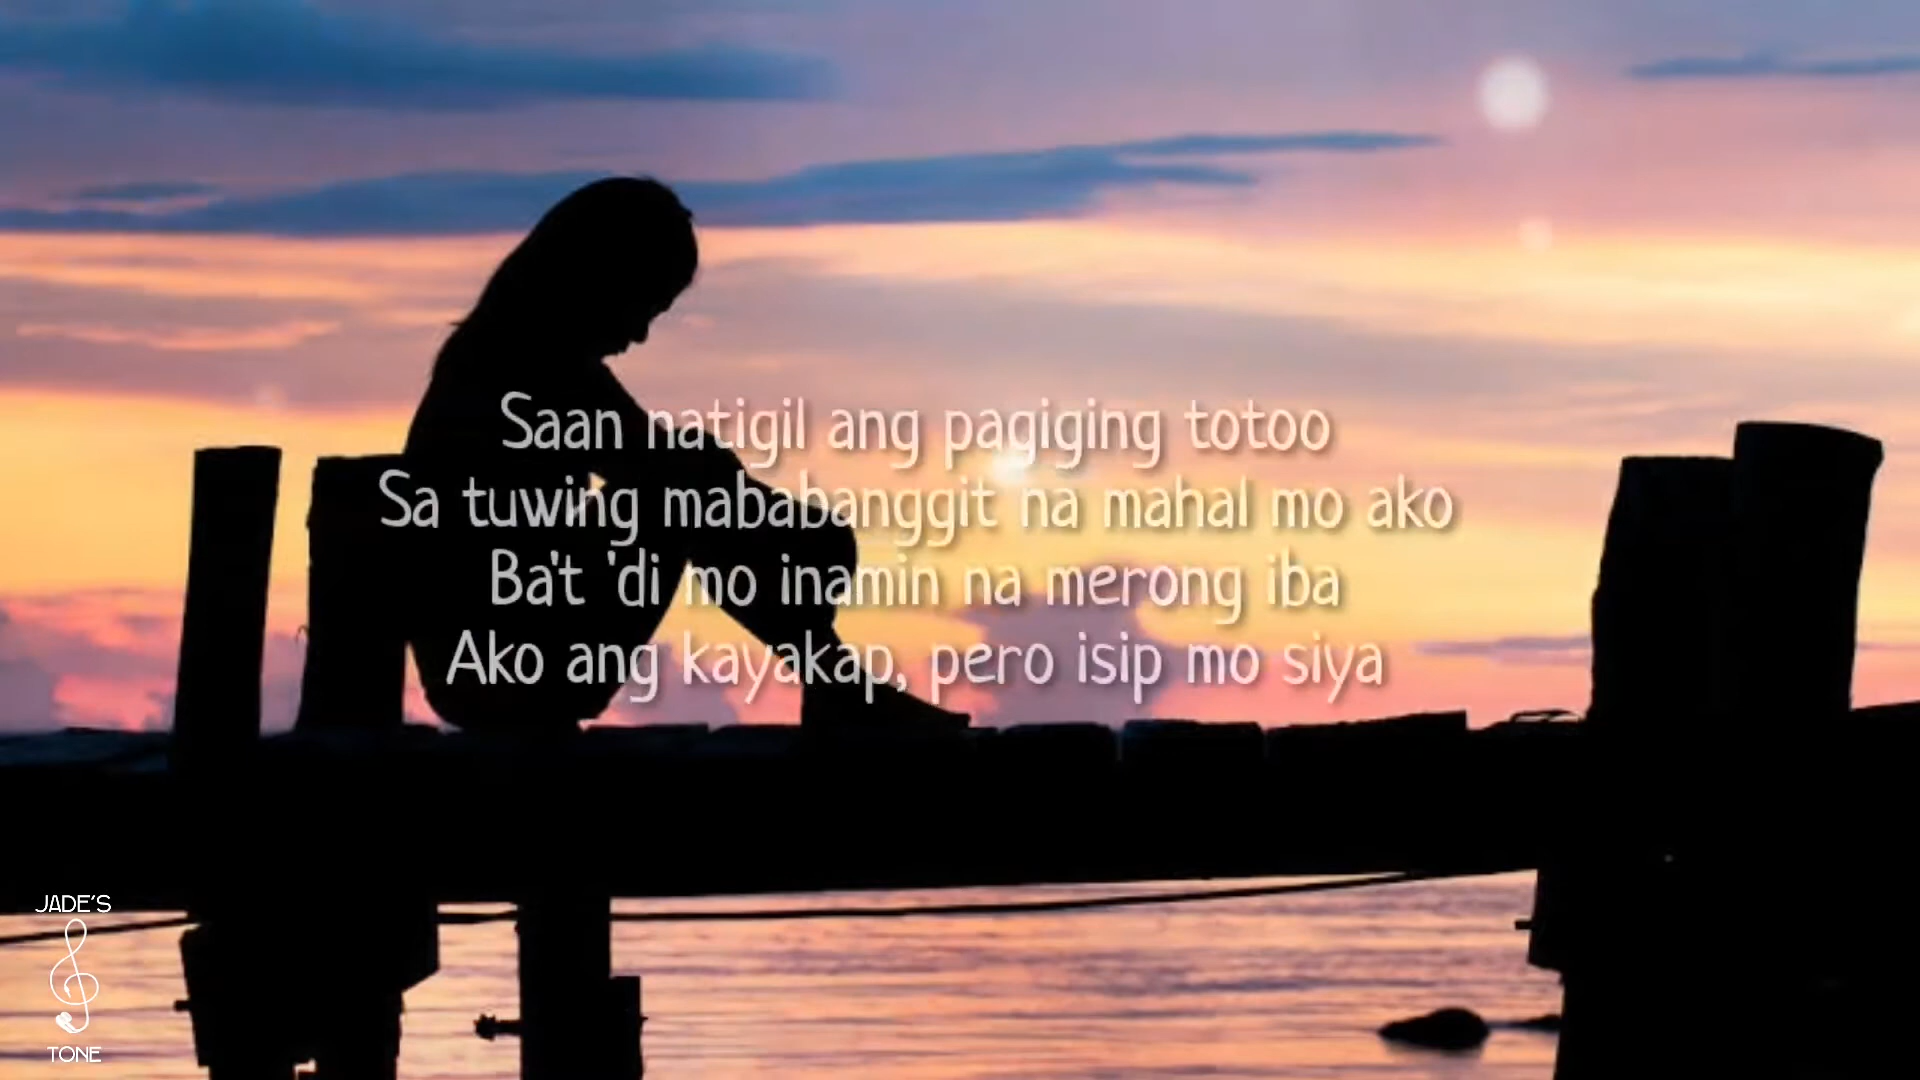 Saan natigil ang pagiging totoo
Sa tuwing mababanggit na mahal mo ako
Ba't 'di mo inamin na merong iba
Ako ang kayakap, pero isip mo siya
JADE'S
TONE